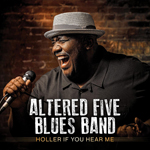 ALTERED FIVE
BLUES BAND
HOLLER IF YOU HEAR ME